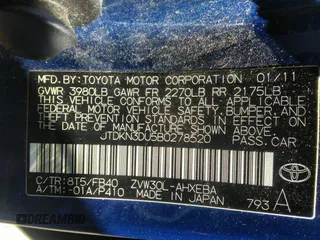 MFD. BY: TOYOTA MOTOR CORPORATION 01/11
GVWR 3980LB GAWR FR 2270LB RR 2175LB
THIS VEHICLE CONFORMS TO ALL APPLICABLE
FEDERAL MOTOR VEHICLE SAFETY, BUMPER, AND
THEFT PREVENTION STANDARDS IN EFFECT ON THE DATE
OF MANUFACTURE SHOWN ABOVE.
JTDKN3DU5B0278520
PASS. CAR
C/TR: 8T5/FB40 ZVW30L-AHXEBA
A/TM: -01A/P410 MADE IN JAPAN 793 A
TOYOTA
DREAMBID